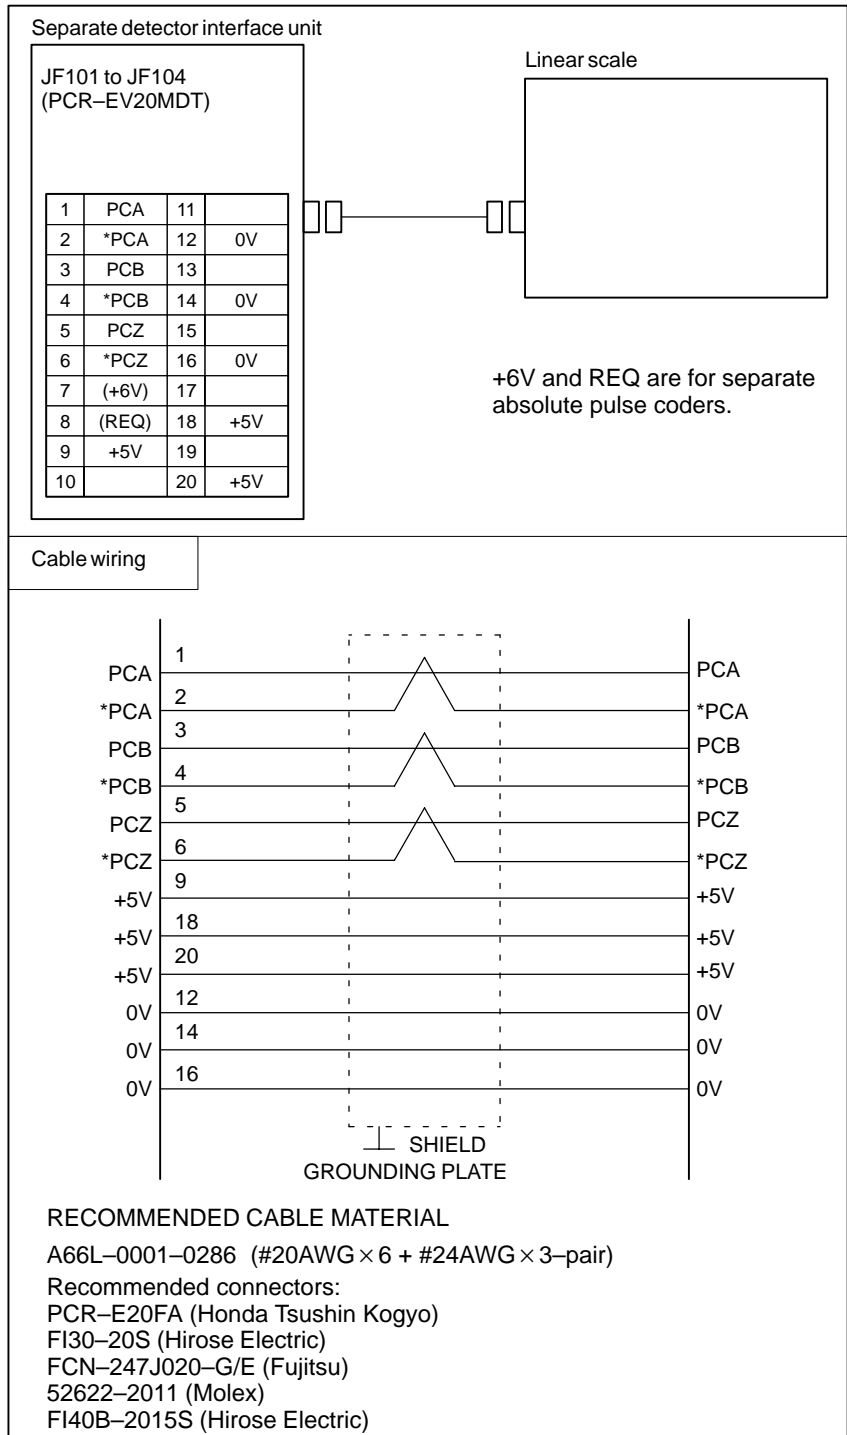 Separate detector interface unit
JF101 to JF104
(PCR–EV20MDT)
Linear scale
1 PCA 11
2 *PCA 12 0V
3 PCB 13
4 *PCB 14 0V
5 PCZ 15
6 *PCZ 16 0V
7 (+6V) 17
8 (REQ) 18 +5V
9 +5V 19
10 20 +5V
+6V and REQ are for separate
absolute pulse coders.
Cable wiring
PCA 1 PCA
*PCA 2 *PCA
PCB 3 PCB
*PCB 4 *PCB
PCZ 5 PCZ
*PCZ 6 *PCZ
+5V 9 +5V
+5V 18 +5V
+5V 20 +5V
0V 12 0V
0V 14 0V
0V 16 0V
SHIELD
GROUNDING PLATE
RECOMMENDED CABLE MATERIAL
A66L–0001–0286 (#20AWG × 6 + #24AWG × 3–pair)
Recommended connectors:
PCR–E20FA (Honda Tsushin Kogyo)
FI30–20S (Hirose Electric)
FCN–247J020–G/E (Fujitsu)
52622–2011 (Molex)
FI40B–2015S (Hirose Electric)